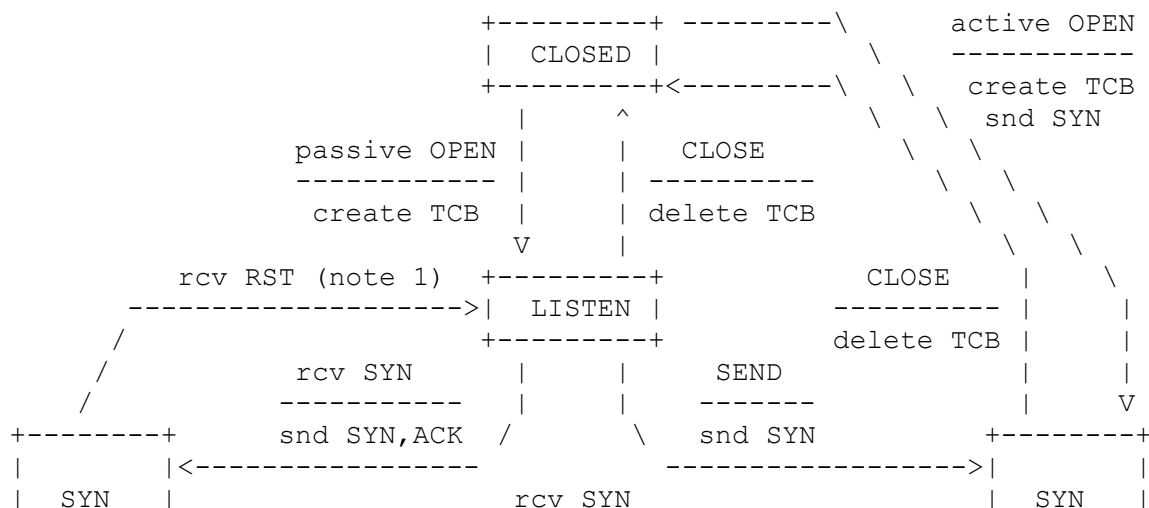 +---------+ ---------\      active OPEN
                            |  CLOSED |            \    -----------
                            +---------+<---------\   \   create TCB
                              |     ^              \   \  snd SYN
                 passive OPEN |     |   CLOSE        \   \
                 ------------ |     | ----------       \   \
                  create TCB  |     | delete TCB         \   \
                              V     |                      \   \
          rcv RST (note 1)  +---------+            CLOSE    |    \
       -------------------->|  LISTEN |          ---------- |     |
      /                     +---------+          delete TCB |     |
     /           rcv SYN      |     |     SEND              |     |
    /           -----------   |     |    -------            |     V
+--------+      snd SYN,ACK  /       \   snd SYN          +--------+
|        |<-----------------           ------------------>|        |
|  SYN   |                    rcv SYN                     |  SYN   |